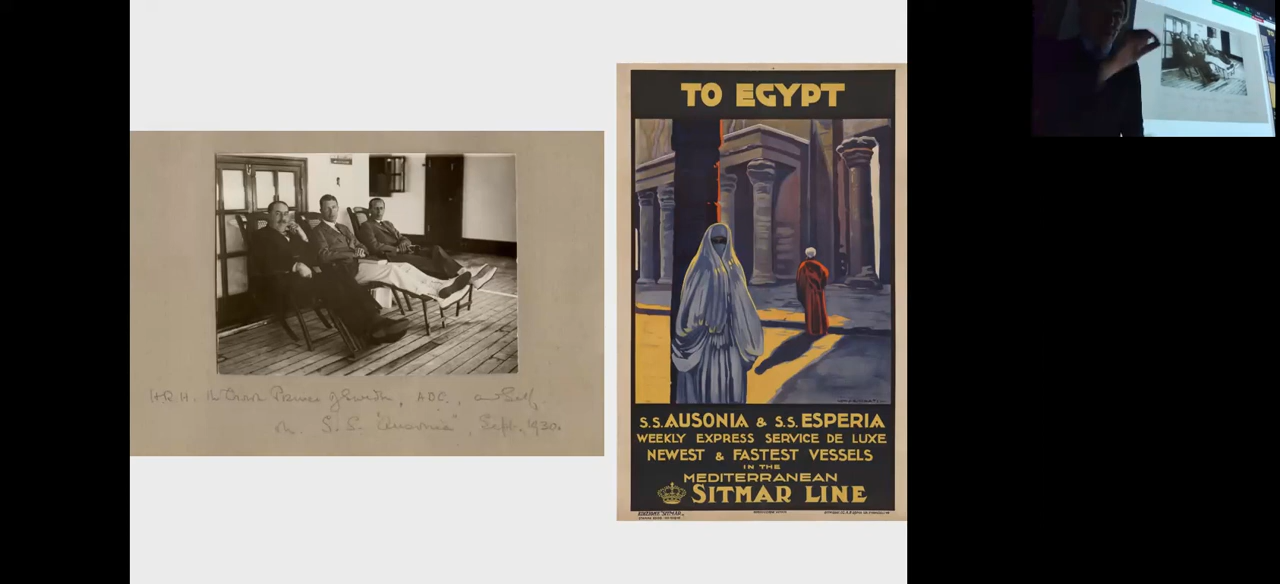 H.R.H. the Crown Prince of Sweden, A.D.C., and Self,
on S.S. "Ausonia", Sept. 1930.
TO EGYPT
S.S. AUSONIA & S.S. ESPERIA
WEEKLY EXPRESS SERVICE DE LUXE
NEWEST & FASTEST VESSELS
IN THE
MEDITERRANEAN
SITMAR LINE